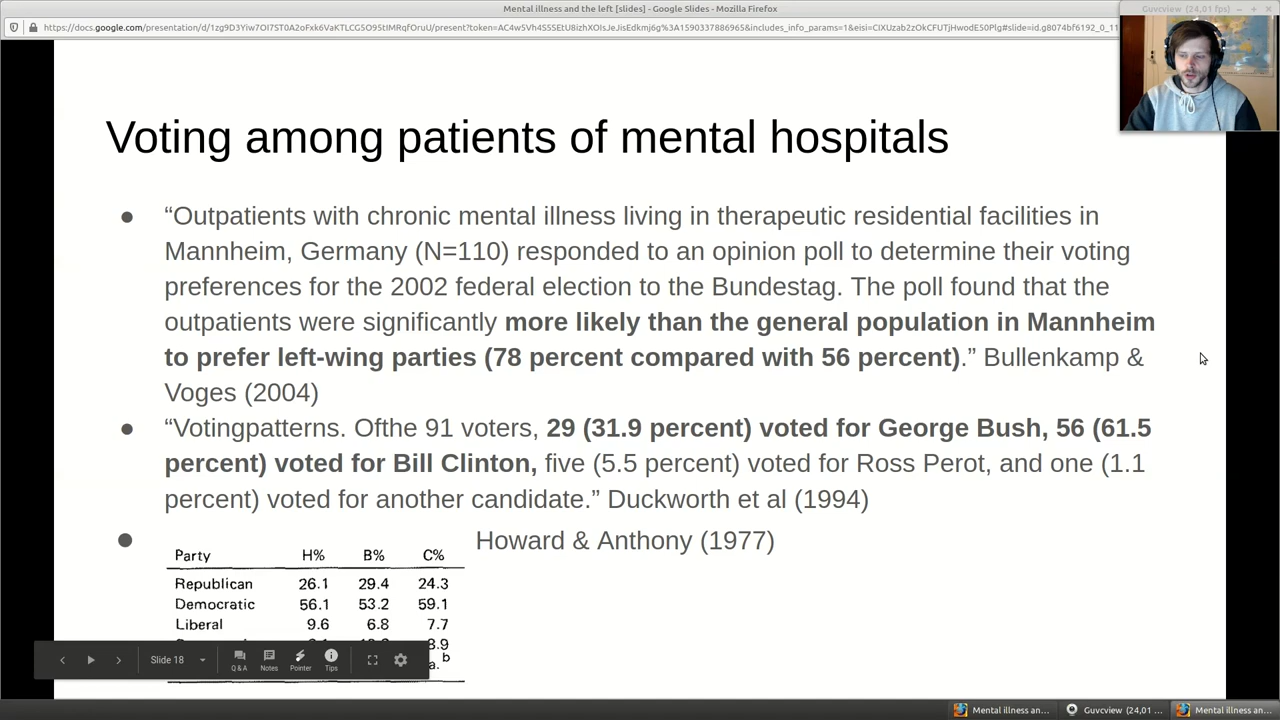 Mental illness and the left [slides] - Google Slides - Mozilla Firefox
Guvcview (24,01 fps)
Voting among patients of mental hospitals
“Outpatients with chronic mental illness living in therapeutic residential facilities in
Mannheim, Germany (N=110) responded to an opinion poll to determine their voting
preferences for the 2002 federal election to the Bundestag. The poll found that the
outpatients were significantly more likely than the general population in Mannheim
to prefer left-wing parties (78 percent compared with 56 percent).” Bullenkamp &
Voges (2004)
“Votingpatterns. Ofthe 91 voters, 29 (31.9 percent) voted for George Bush, 56 (61.5
percent) voted for Bill Clinton, five (5.5 percent) voted for Ross Perot, and one (1.1
percent) voted for another candidate.” Duckworth et al (1994)
Howard & Anthony (1977)
Party H% B% C%
Republican 26.1 29.4 24.3
Democratic 56.1 53.2 59.1
Liberal 9.6 6.8 7.7
Slide 18 Q & A Notes Pointer Tips
Mental illness an... Guvcview (24,01 ... Mental illness an...